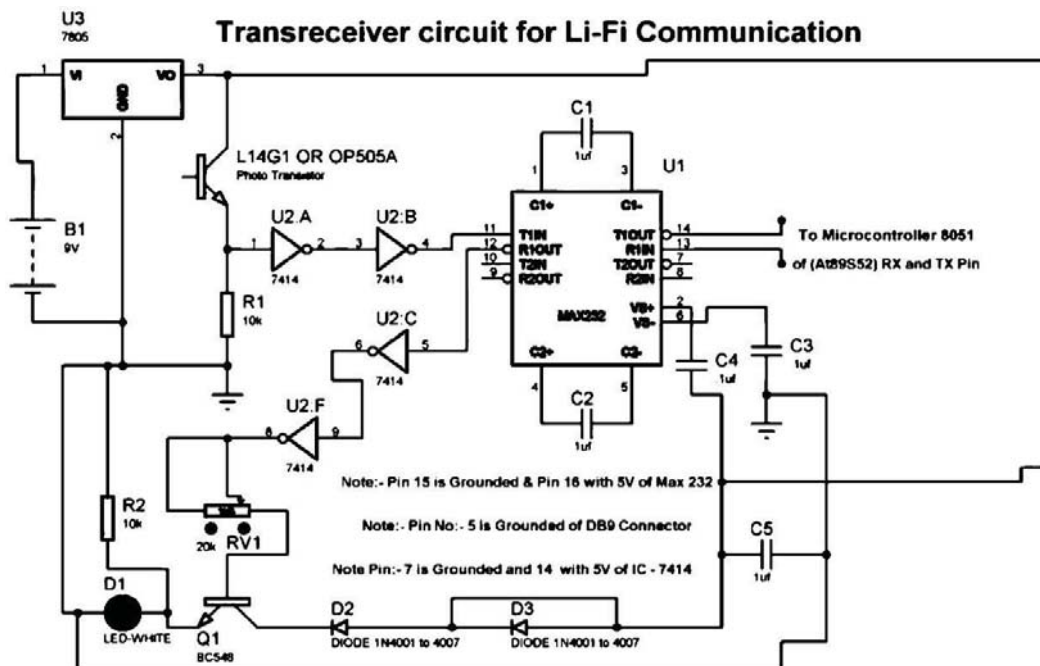 U3
7805
Transreceiver circuit for Li-Fi Communication
1
VI
VO
3
GND
2
L14G1 OR OP505A
Photo Transistor
B1
9V
R1
10k
U2.A
1
2
7414
U2:B
3
4
7414
C1
1uf
1
3
U1
C1+
C1-
11
T1IN
T1OUT
14
12
R1OUT
R1IN
13
10
T2IN
T2OUT
7
9
R2OUT
R2IN
8
To Microcontroller 8051
of (At89S52) RX and TX Pin
MAX232
VS+
2
VS-
6
C2+
C2-
4
5
C2
1uf
C4
.1uf
C3
1uf
U2:C
6
5
7414
U2.F
8
9
7414
Note:- Pin 15 is Grounded & Pin 16 with 5V of Max 232
Note:- Pin No:- 5 is Grounded of DB9 Connector
Note Pin:- 7 is Grounded and 14 with 5V of IC - 7414
R2
10k
20k
RV1
C5
1uf
D1
LED-WHITE
Q1
BC548
D2
DIODE 1N4001 to 4007
D3
DIODE 1N4001 to 4007